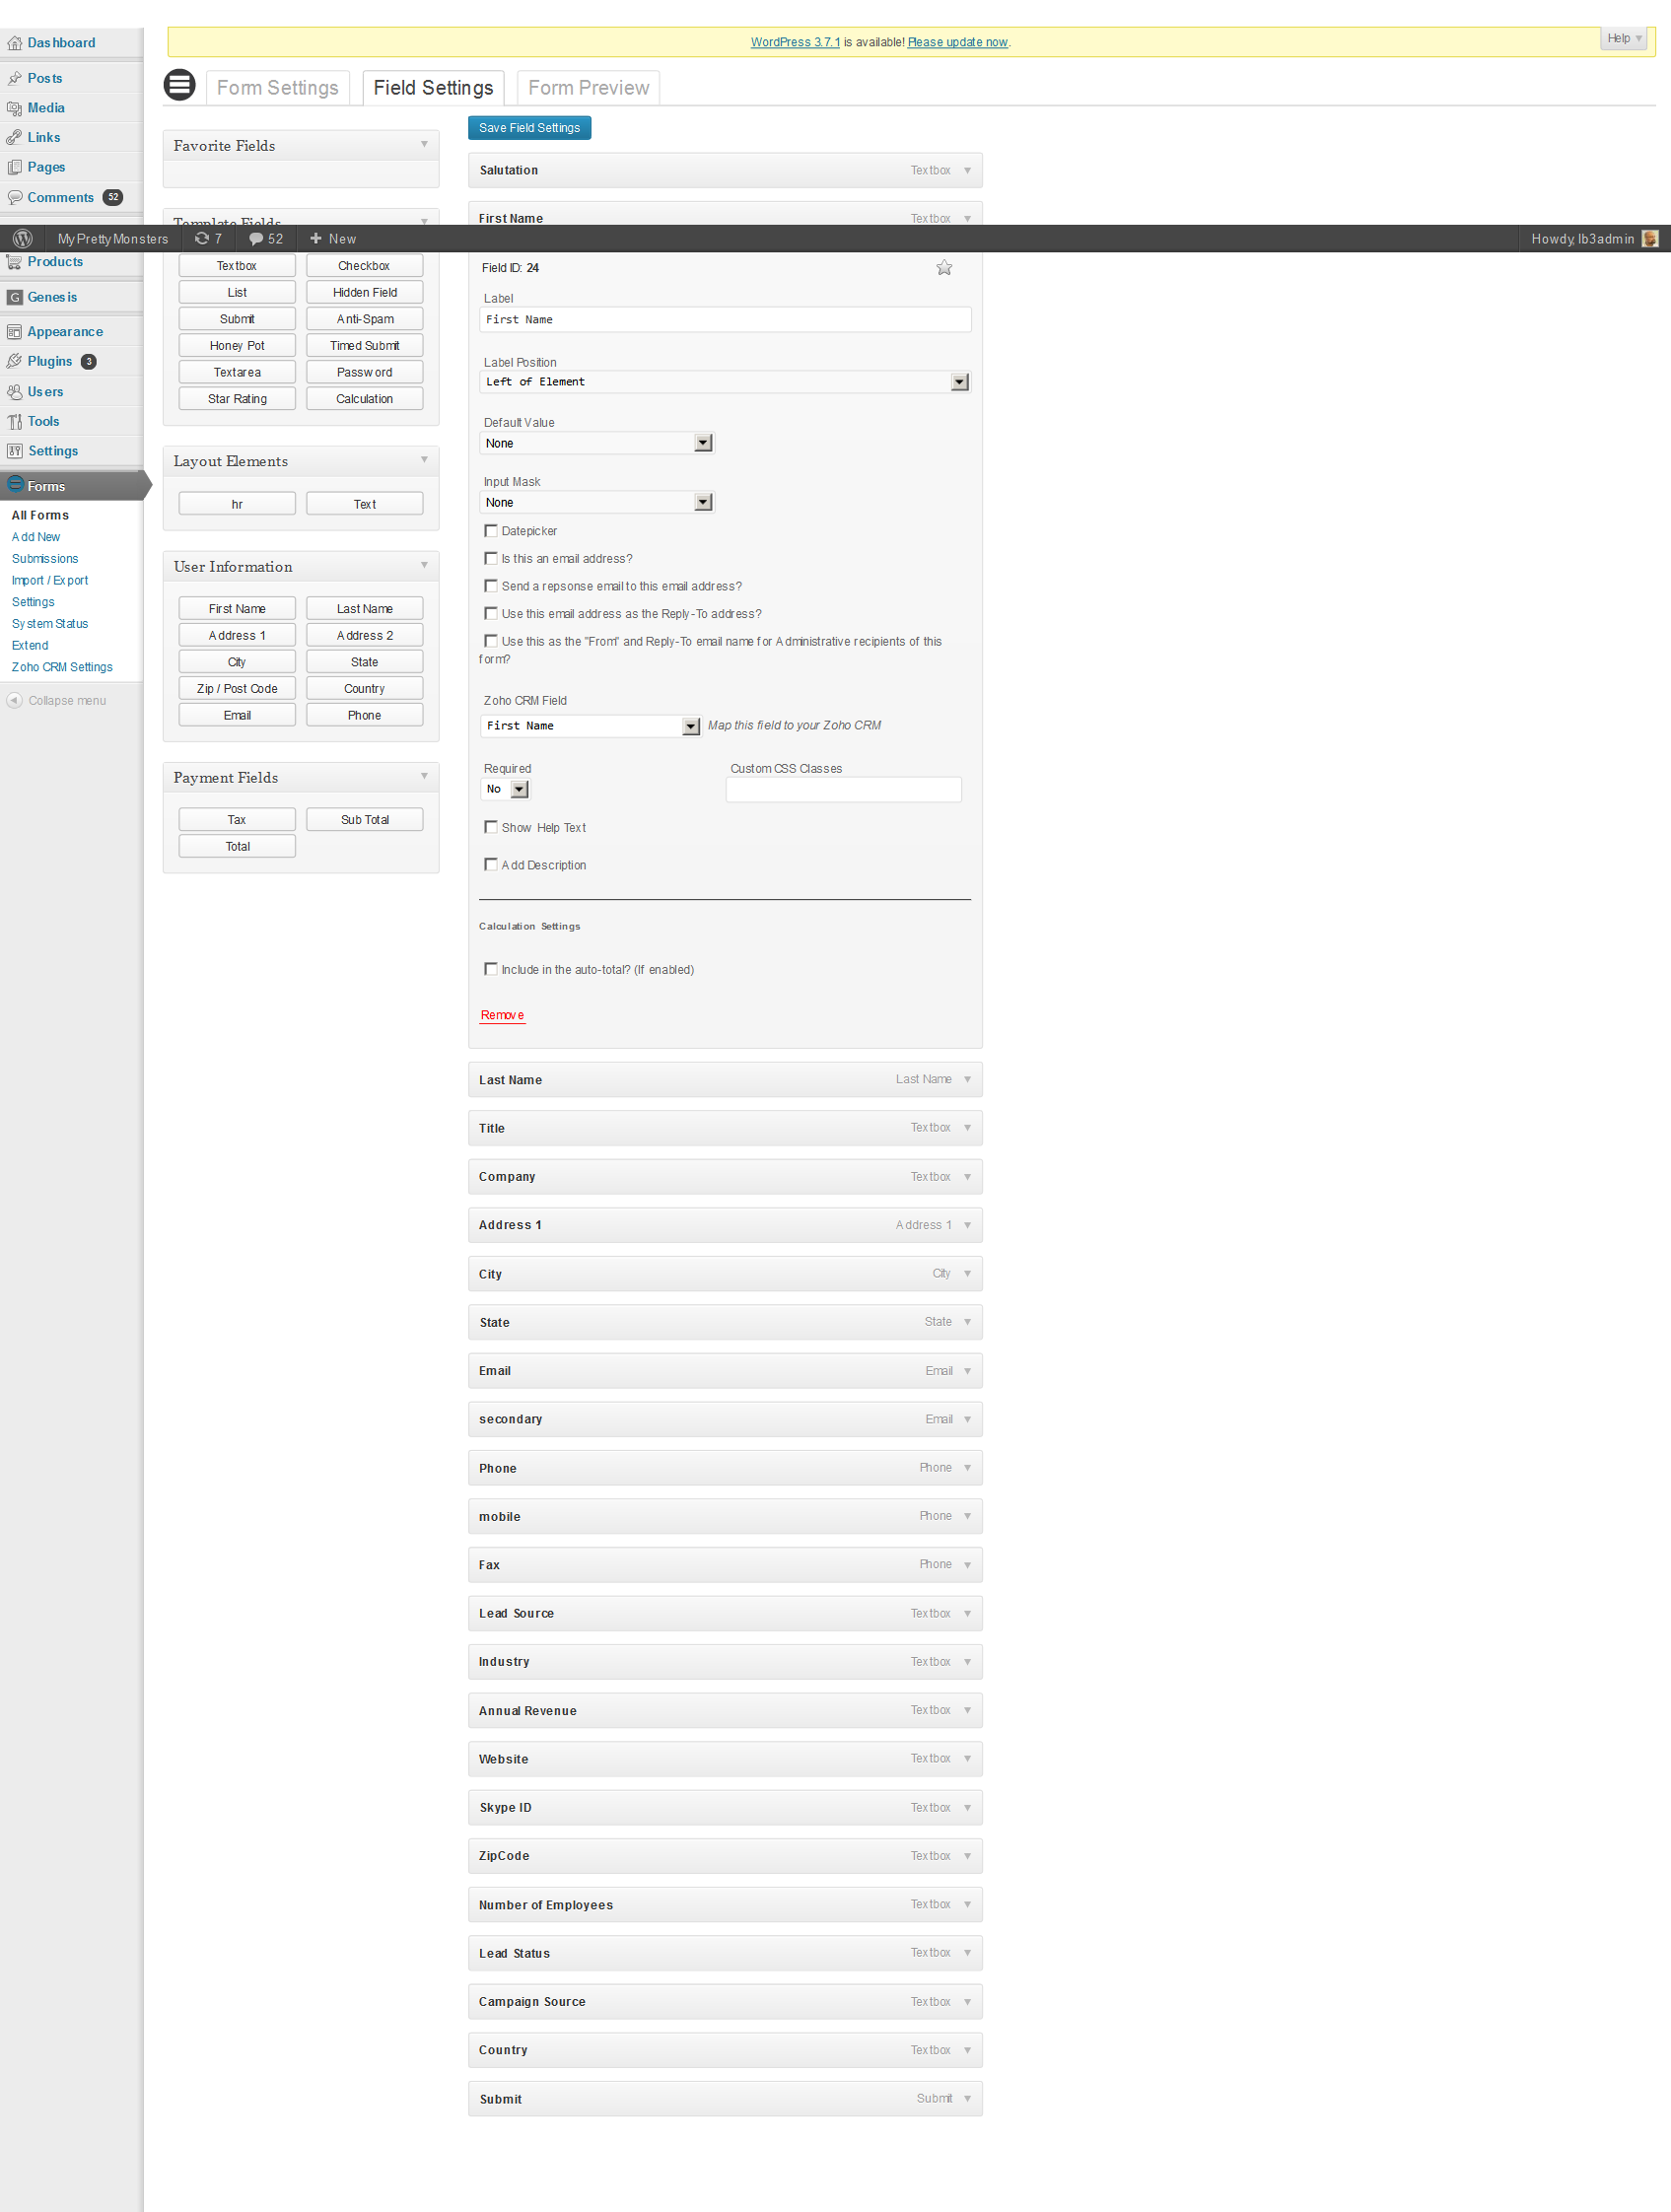 Dashboard
Posts
Media
Links
Pages
Comments 52
MyPrettyMonsters 7 52 New Howdy, lb3admin
Products
Genesis
Appearance
Plugins 3
Users
Tools
Settings
Forms
All Forms
Add New
Submissions
Import / Export
Settings
System Status
Extend
Zoho CRM Settings
Collapse menu
WordPress 3.7.1 is available! Please update now.
Help
Form Settings Field Settings Form Preview
Favorite Fields
Template Fields
Textbox Checkbox
List Hidden Field
Submit Anti-Spam
Honey Pot Timed Submit
Textarea Password
Star Rating Calculation
Layout Elements
hr Text
User Information
First Name Last Name
Address 1 Address 2
City State
Zip / Post Code Country
Email Phone
Payment Fields
Tax Sub Total
Total
Save Field Settings
Salutation Textbox
First Name Textbox
Field ID: 24
Label
First Name
Label Position
Left of Element
Default Value
None
Input Mask
None
Datepicker
Is this an email address?
Send a repsonse email to this email address?
Use this email address as the Reply-To address?
Use this as the "From" and Reply-To email name for Administrative recipients of this
form?
Zoho CRM Field
First Name Map this field to your Zoho CRM
Required Custom CSS Classes
No
Show Help Text
Add Description
Calculation Settings
Include in the auto-total? (If enabled)
Remove
Last Name Last Name
Title Textbox
Company Textbox
Address 1 Address 1
City City
State State
Email Email
secondary Email
Phone Phone
mobile Phone
Fax Phone
Lead Source Textbox
Industry Textbox
Annual Revenue Textbox
Website Textbox
Skype ID Textbox
ZipCode Textbox
Number of Employees Textbox
Lead Status Textbox
Campaign Source Textbox
Country Textbox
Submit Submit